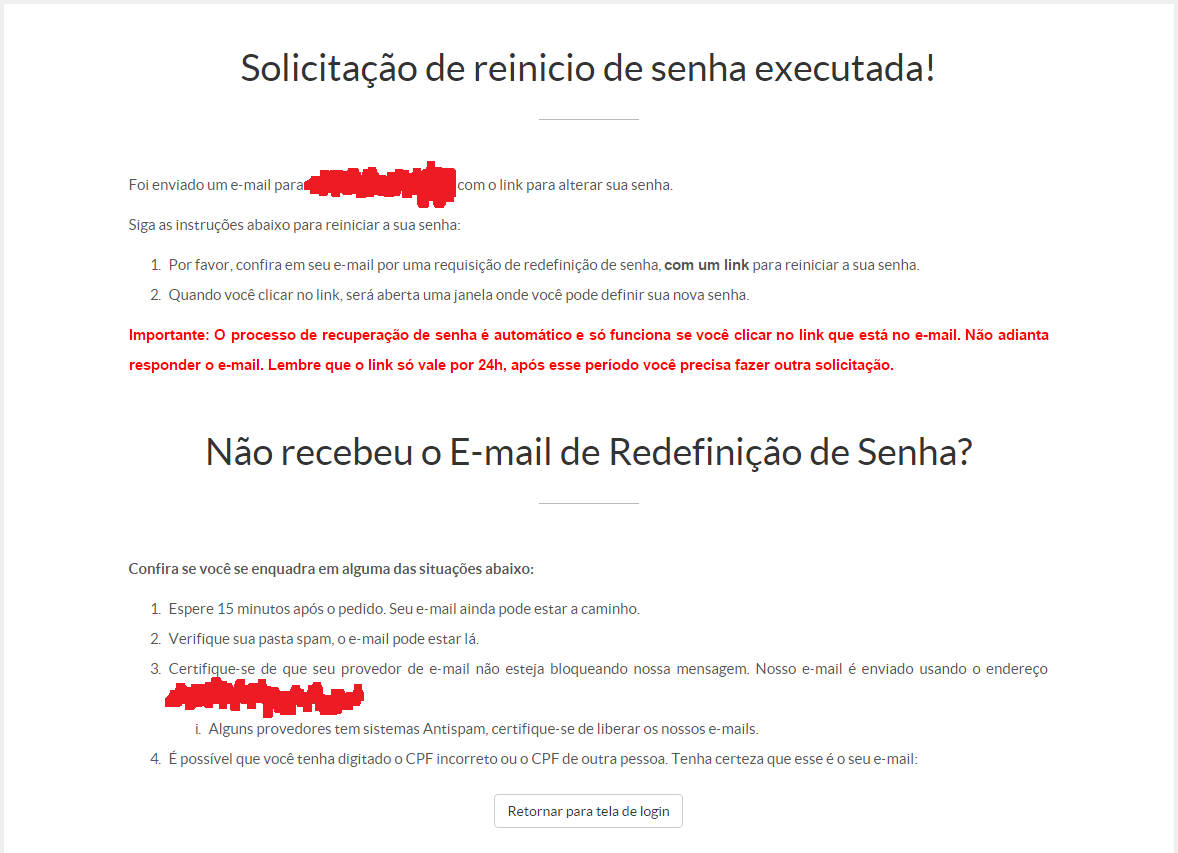 Solicitação de reinicio de senha executada!
Foi enviado um e-mail para com o link para alterar sua senha.
Siga as instruções abaixo para reiniciar a sua senha:
1. Por favor, confira em seu e-mail por uma requisição de redefinição de senha, com um link para reiniciar a sua senha.
2. Quando você clicar no link, será aberta uma janela onde você pode definir sua nova senha.
Importante: O processo de recuperação de senha é automático e só funciona se você clicar no link que está no e-mail. Não adianta
responder o e-mail. Lembre que o link só vale por 24h, após esse período você precisa fazer outra solicitação.
Não recebeu o E-mail de Redefinição de Senha?
Confira se você se enquadra em alguma das situações abaixo:
1. Espere 15 minutos após o pedido. Seu e-mail ainda pode estar a caminho.
2. Verifique sua pasta spam, o e-mail pode estar lá.
3. Certifique-se de que seu provedor de e-mail não esteja bloqueando nossa mensagem. Nosso e-mail é enviado usando o endereço
i. Alguns provedores tem sistemas Antispam, certifique-se de liberar os nossos e-mails.
4. É possível que você tenha digitado o CPF incorreto ou o CPF de outra pessoa. Tenha certeza que esse é o seu e-mail:
Retornar para tela de login